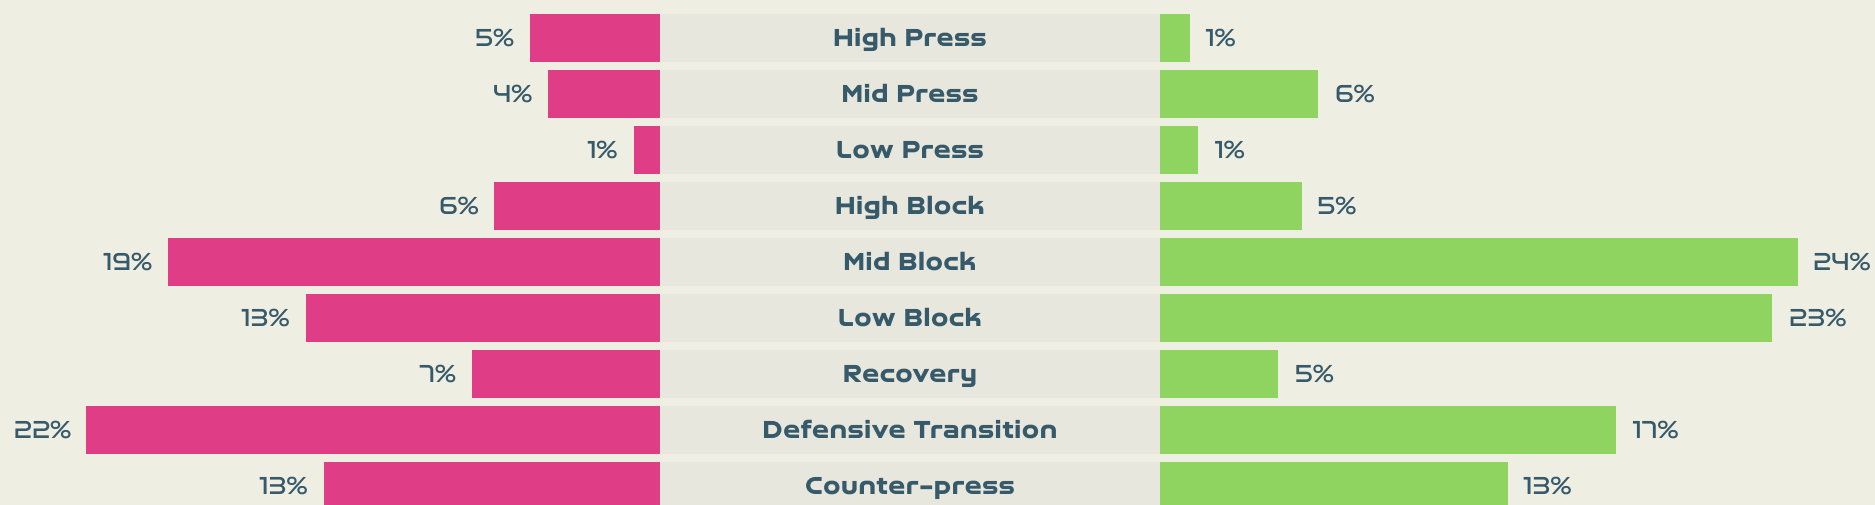 5% High Press 1%
4% Mid Press 6%
1% Low Press 1%
6% High Block 5%
19% Mid Block 24%
13% Low Block 23%
7% Recovery 5%
22% Defensive Transition 17%
13% Counter-press 13%